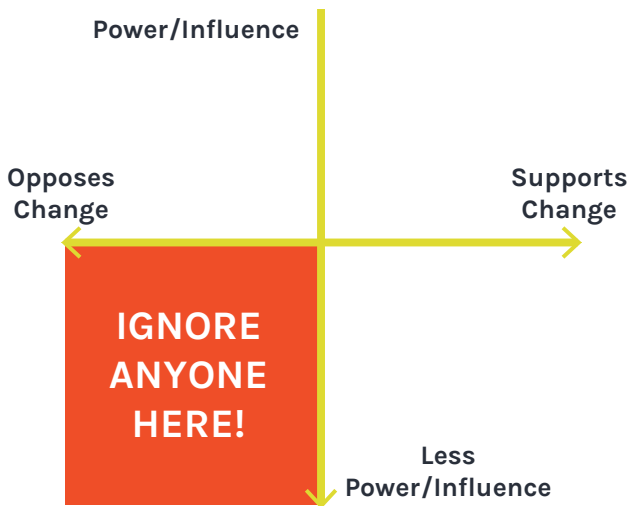 Power/Influence
Opposes
Change
Supports
Change
IGNORE
ANYONE
HERE!
Less
Power/Influence